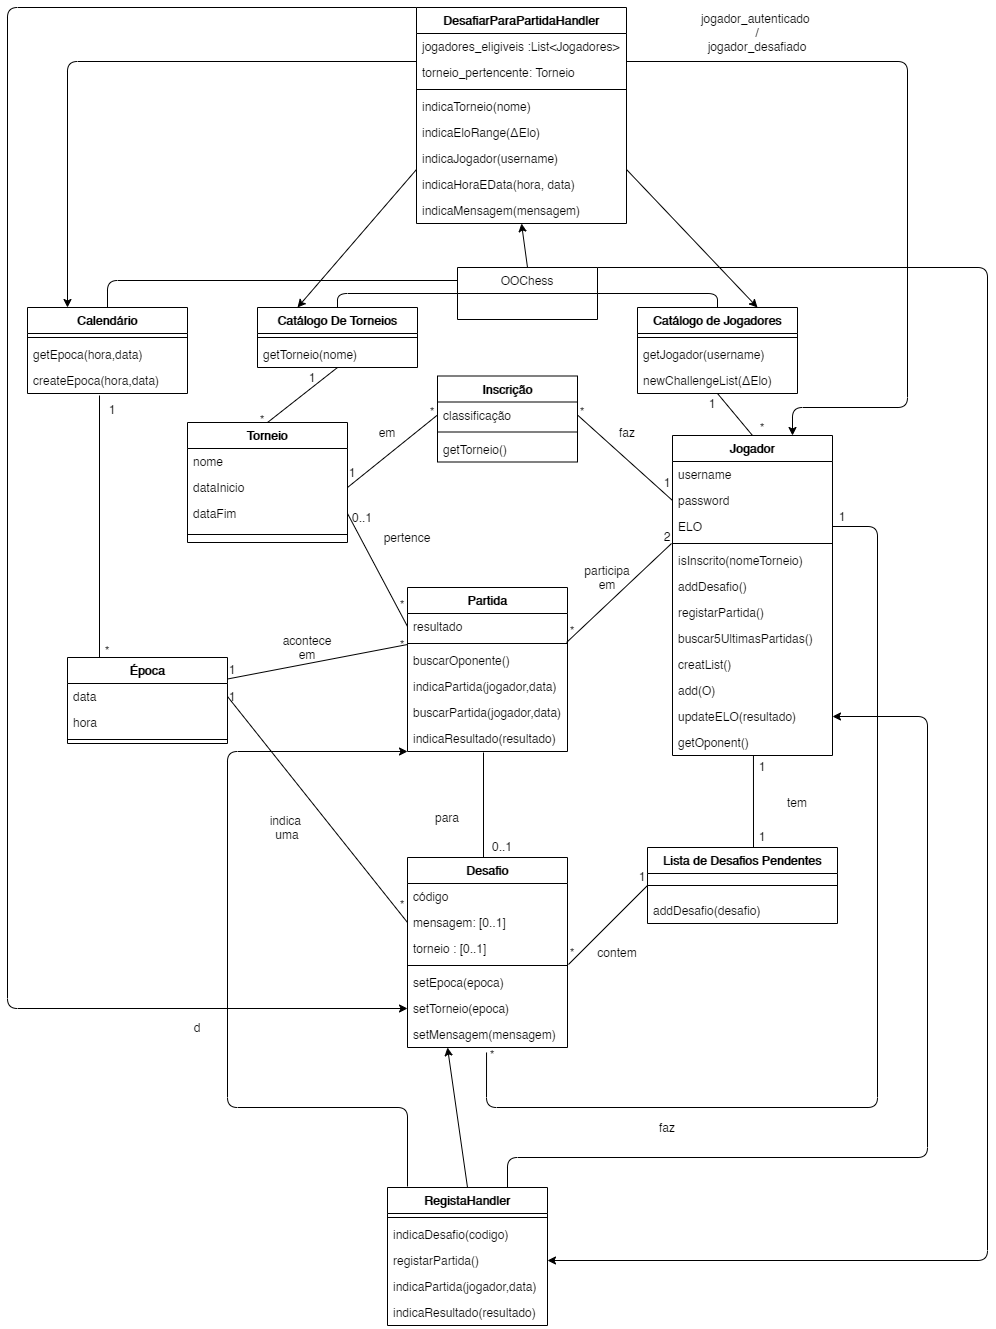 DesafiarParaPartidaHandler
jogadores_eligiveis :List<Jogadores>
torneio_pertencente: Torneio
indicaTorneio(nome)
indicaEloRange(ΔElo)
indicaJogador(username)
indicaHoraEData(hora, data)
indicaMensagem(mensagem)
jogador_autenticado
/
jogador_desafiado
OOChess
Calendário
getEpoca(hora,data)
createEpoca(hora,data)
1
Catálogo De Torneios
getTorneio(nome)
1
*
Catálogo de Jogadores
getJogador(username)
newChallengeList(ΔElo)
1
*
Inscrição
classificação
getTorneio()
*
*
em
faz
1
1
Torneio
nome
dataInicio
dataFim
0..1
pertence
*
Jogador
username
password
ELO
isInscrito(nomeTorneio)
addDesafio()
registarPartida()
buscar5UltimasPartidas()
creatList()
add(O)
updateELO(resultado)
getOponent()
1
2
participa
em
*
Partida
resultado
buscarOponente()
indicaPartida(jogador,data)
buscarPartida(jogador,data)
indicaResultado(resultado)
acontece
em
*
1
1
*
Época
data
hora
indica
uma
*
para
0..1
1
tem
1
Lista de Desafios Pendentes
addDesafio(desafio)
1
contem
*
Desafio
código
mensagem: [0..1]
torneio : [0..1]
setEpoca(epoca)
setTorneio(epoca)
setMensagem(mensagem)
d
*
faz
RegistaHandler
indicaDesafio(codigo)
registarPartida()
indicaPartida(jogador,data)
indicaResultado(resultado)